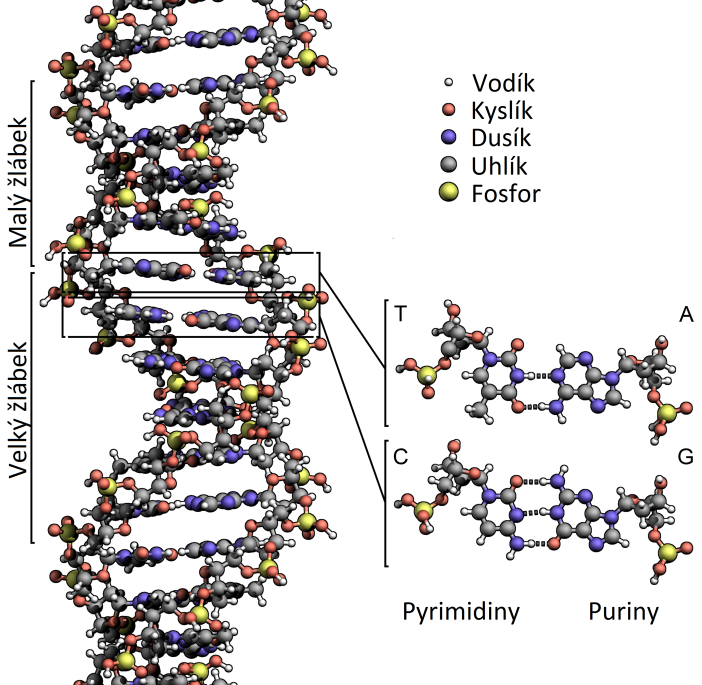 Vodík
Kyslík
Dusík
Uhlík
Fosfor
Malý žlábek
Velký žlábek
T A
C G
Pyrimidiny Puriny